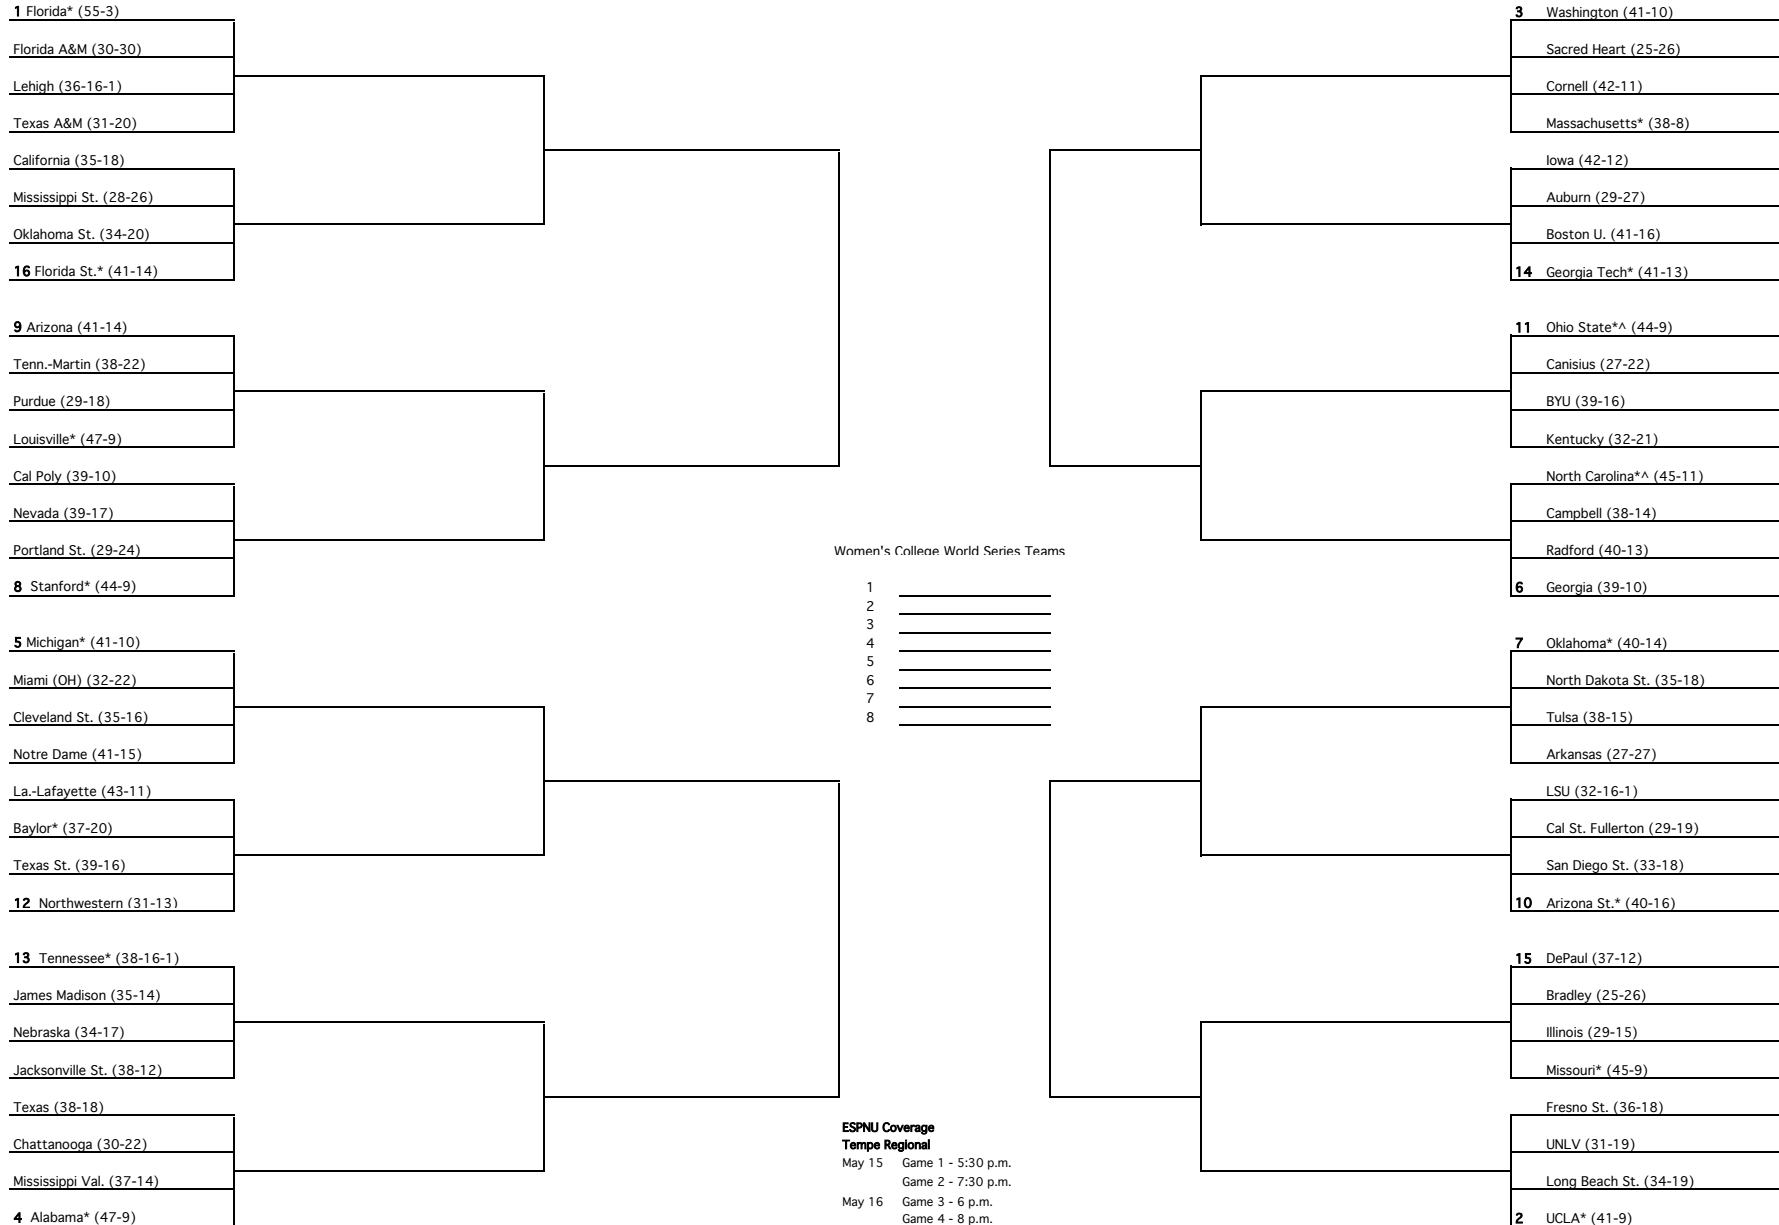 1 Florida* (55-3)
Florida A&M (30-30)
Lehigh (36-16-1)
Texas A&M (31-20)
California (35-18)
Mississippi St. (28-26)
Oklahoma St. (34-20)
16 Florida St.* (41-14)
9 Arizona (41-14)
Tenn.-Martin (38-22)
Purdue (29-18)
Louisville* (47-9)
Cal Poly (39-10)
Nevada (39-17)
Portland St. (29-24)
8 Stanford* (44-9)
5 Michigan* (41-10)
Miami (OH) (32-22)
Cleveland St. (35-16)
Notre Dame (41-15)
La.-Lafayette (43-11)
Baylor* (37-20)
Texas St. (39-16)
12 Northwestern (31-13)
13 Tennessee* (38-16-1)
James Madison (35-14)
Nebraska (34-17)
Jacksonville St. (38-12)
Texas (38-18)
Chattanooga (30-22)
Mississippi Val. (37-14)
4 Alabama* (47-9)
Women's College World Series Teams
1
2
3
4
5
6
7
8
ESPNU Coverage
Tempe Regional
May 15 Game 1 - 5:30 p.m.
Game 2 - 7:30 p.m.
May 16 Game 3 - 6 p.m.
Game 4 - 8 p.m.
3 Washington (41-10)
Sacred Heart (25-26)
Cornell (42-11)
Massachusetts* (38-8)
Iowa (42-12)
Auburn (29-27)
Boston U. (41-16)
14 Georgia Tech* (41-13)
11 Ohio State*^ (44-9)
Canisius (27-22)
BYU (39-16)
Kentucky (32-21)
North Carolina*^ (45-11)
Campbell (38-14)
Radford (40-13)
6 Georgia (39-10)
7 Oklahoma* (40-14)
North Dakota St. (35-18)
Tulsa (38-15)
Arkansas (27-27)
LSU (32-16-1)
Cal St. Fullerton (29-19)
San Diego St. (33-18)
10 Arizona St.* (40-16)
15 DePaul (37-12)
Bradley (25-26)
Illinois (29-15)
Missouri* (45-9)
Fresno St. (36-18)
UNLV (31-19)
Long Beach St. (34-19)
2 UCLA* (41-9)